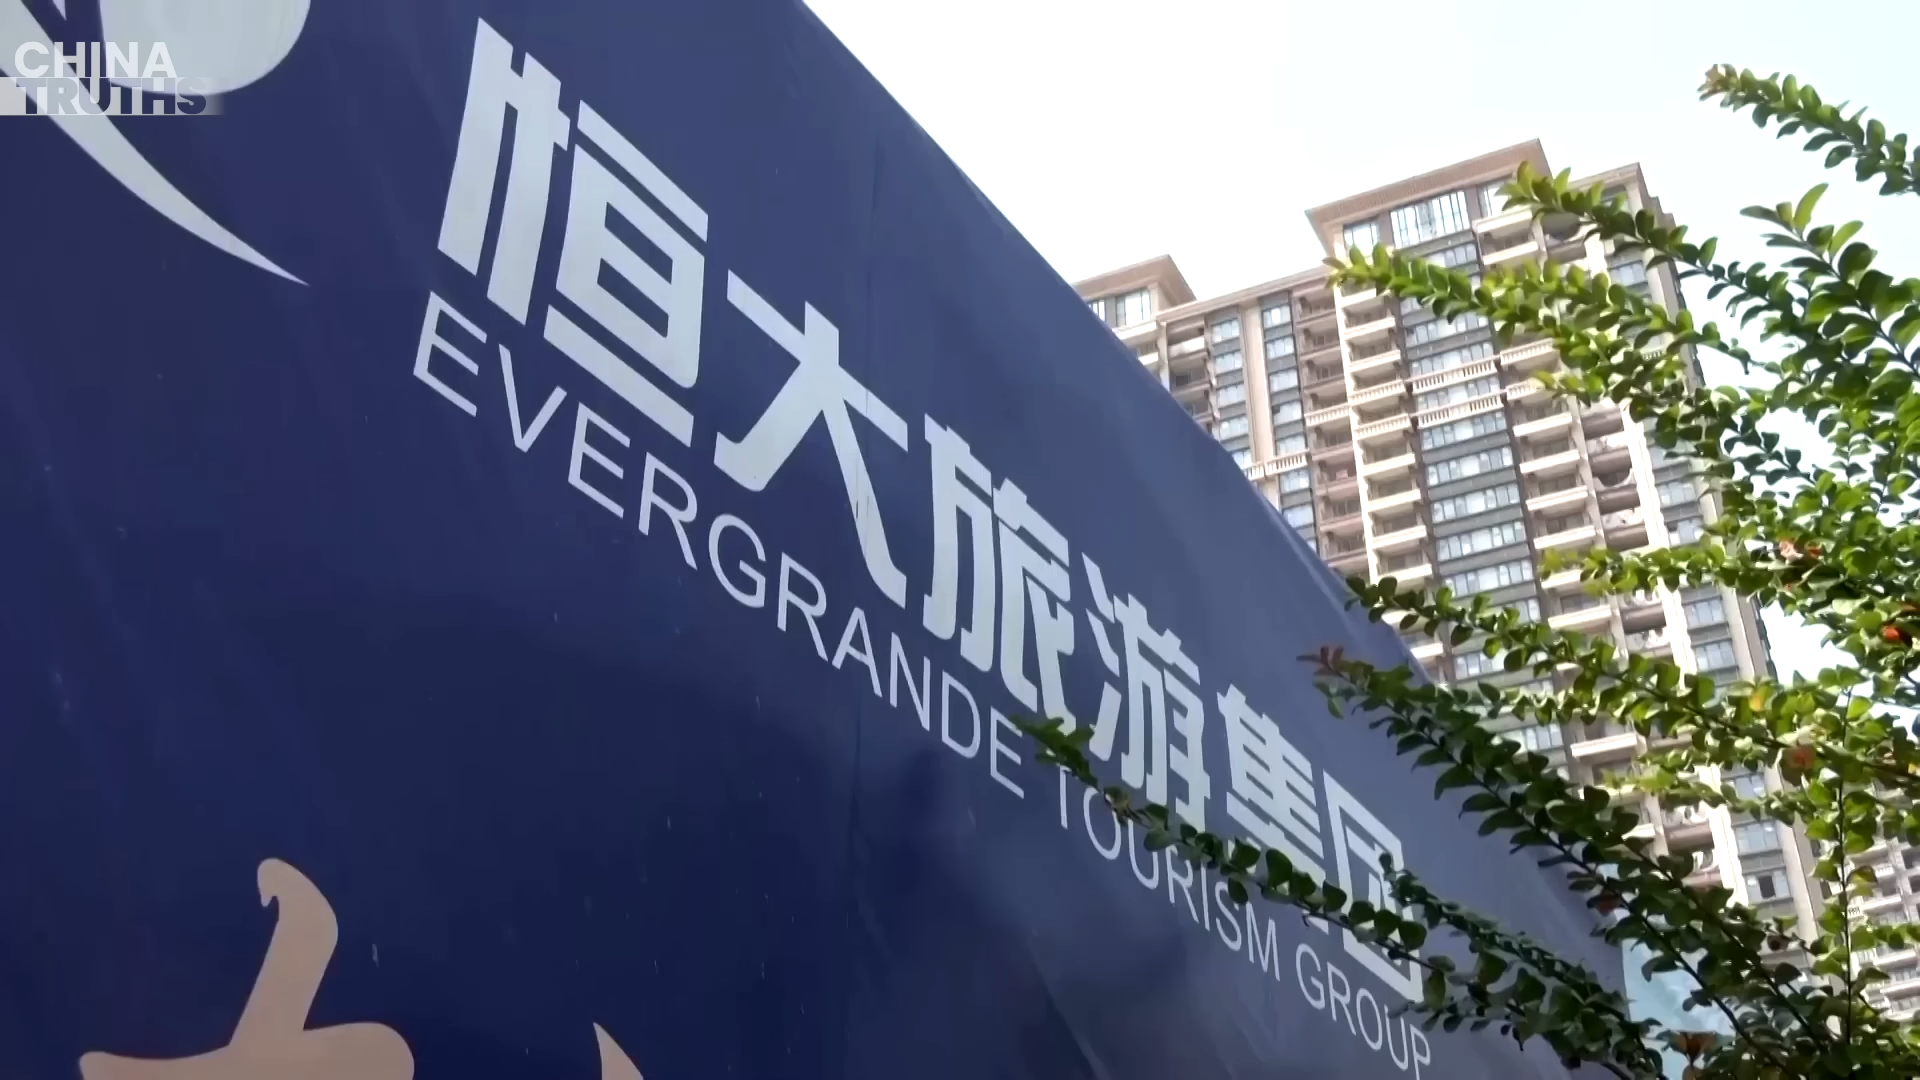 CHINA
TRUTHS
恒大旅游集团
EVERGRANDE TOURISM GROUP